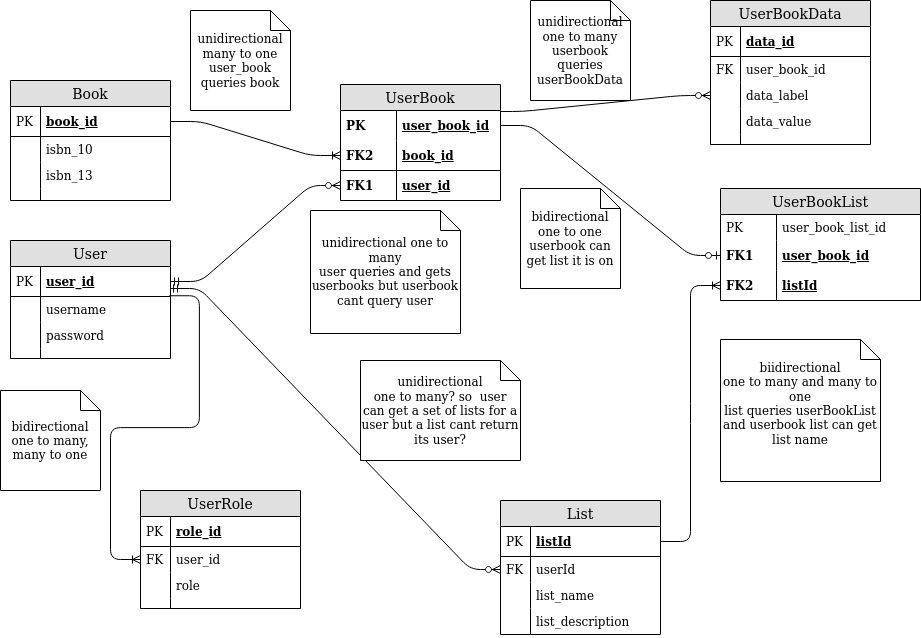 unidirectional
many to one
user_book
queries book
unidirectional
one to many
userbook
queries
userBookData
UserBookData
PK data_id
FK user_book_id
data_label
data_value
Book
PK book_id
isbn_10
isbn_13
UserBook
PK user_book_id
FK2 book_id
FK1 user_id
bidirectional
one to one
userbook can
get list it is on
UserBookList
PK user_book_list_id
FK1 user_book_id
FK2 listId
User
PK user_id
username
password
unidirectional one to
many
user queries and gets
userbooks but userbook
cant query user
unidirectional
one to many? so user
can get a set of lists for a
user but a list cant return
its user?
biidirectional
one to many and many to
one
list queries userBookList
and userbook list can get
list name
bidirectional
one to many,
many to one
UserRole
PK role_id
FK user_id
role
List
PK listId
FK userId
list_name
list_description